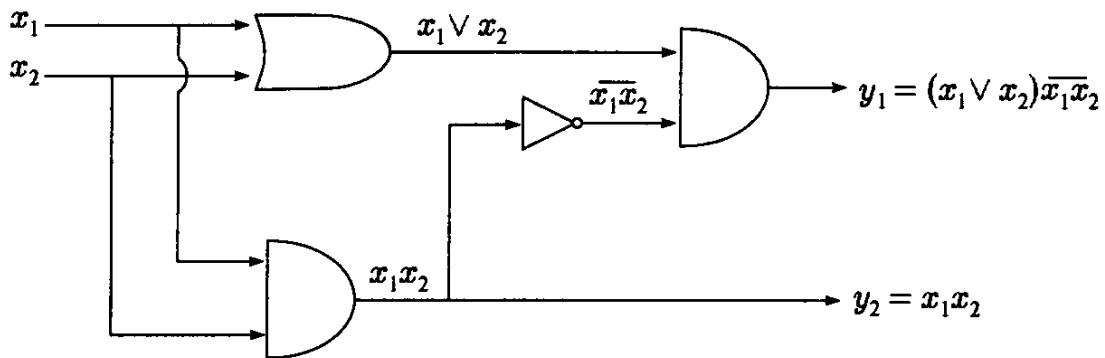 x₁
x₁ ∨ x₂
x₂
x̅₁x̅₂
y₁ = (x₁ ∨ x₂)x̅₁x̅₂
x₁x₂
y₂ = x₁x₂